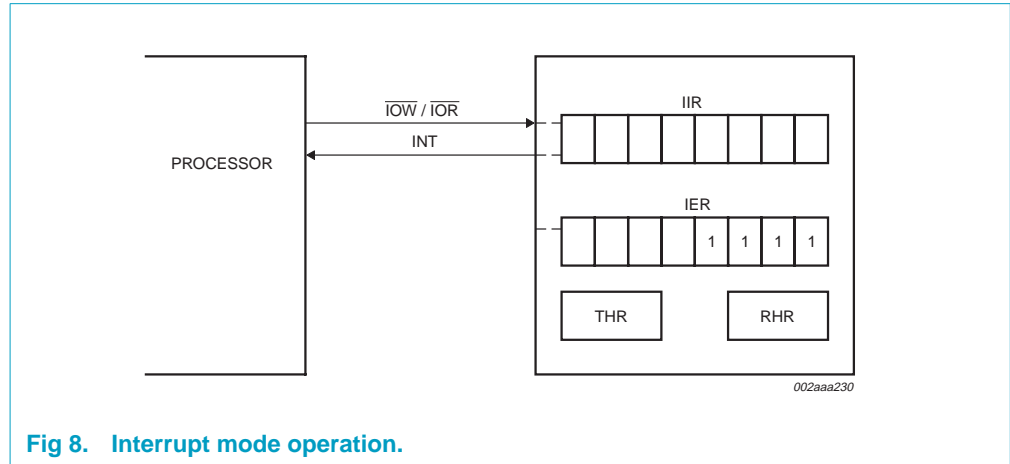 IIR
IOW / IOR
INT
PROCESSOR
IER
1 1 1 1
THR
RHR
002aaa230
Fig 8. Interrupt mode operation.